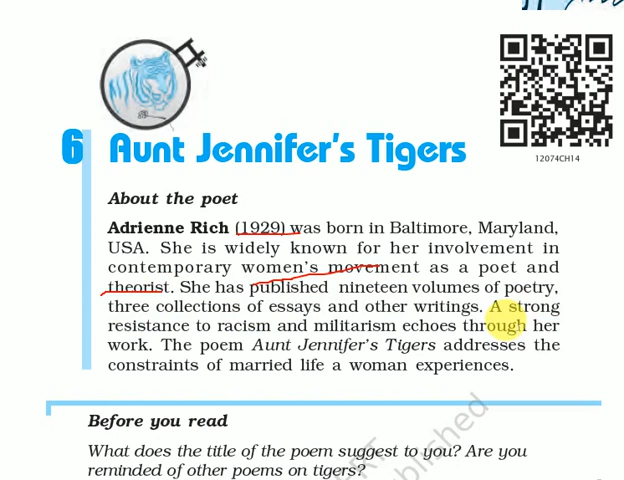 12074CH14
6 Aunt Jennifer's Tigers
About the poet
Adrienne Rich (1929) was born in Baltimore, Maryland,
USA. She is widely known for her involvement in
contemporary women's movement as a poet and
theorist. She has published nineteen volumes of poetry,
three collections of essays and other writings. A strong
resistance to racism and militarism echoes through her
work. The poem Aunt Jennifer's Tigers addresses the
constraints of married life a woman experiences.
Before you read
What does the title of the poem suggest to you? Are you
reminded of other poems on tigers?